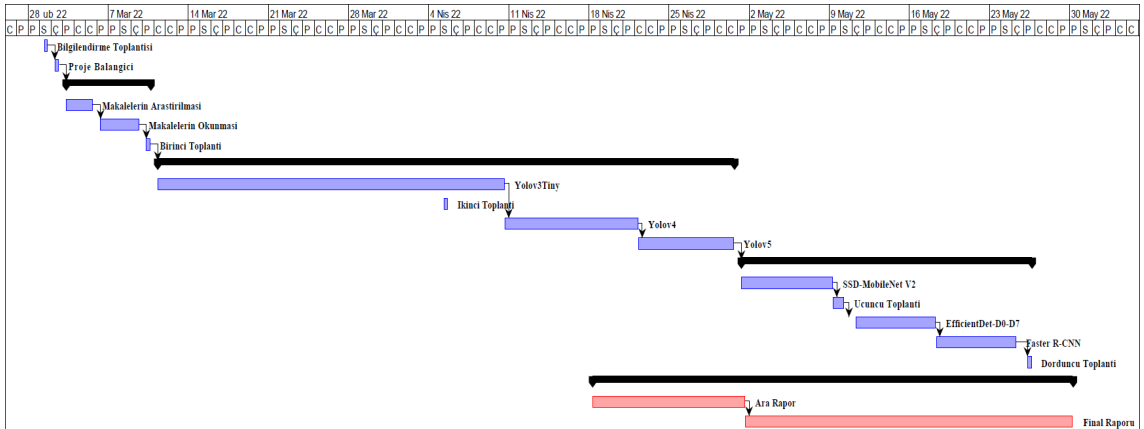 28 ub 22 7 Mar 22 14 Mar 22 21 Mar 22 28 Mar 22 4 Nis 22 11 Nis 22 18 Nis 22 25 Nis 22 2 May 22 9 May 22 16 May 22 23 May 22 30 May 22
C P P S Ç P C C P P S Ç P C C P P S Ç P C C P P S Ç P C C P P S Ç P C C P P S Ç P C C P P S Ç P C C P P S Ç P C C P P S Ç P C C P P S Ç P C C P P S Ç P C C P P S Ç P C C P P S Ç P C C P P S Ç P C C
Bilgilendirme Toplantisi
Proje Balangici
Makalelerin Arastirilmasi
Makalelerin Okunmasi
Birinci Toplanti
Yolov3Tiny
Ikinci Toplanti
Yolov4
Yolov5
SSD-MobileNet V2
Ucuncu Toplanti
EfficientDet-D0-D7
Faster R-CNN
Dorduncu Toplanti
Ara Rapor
Final Raporu